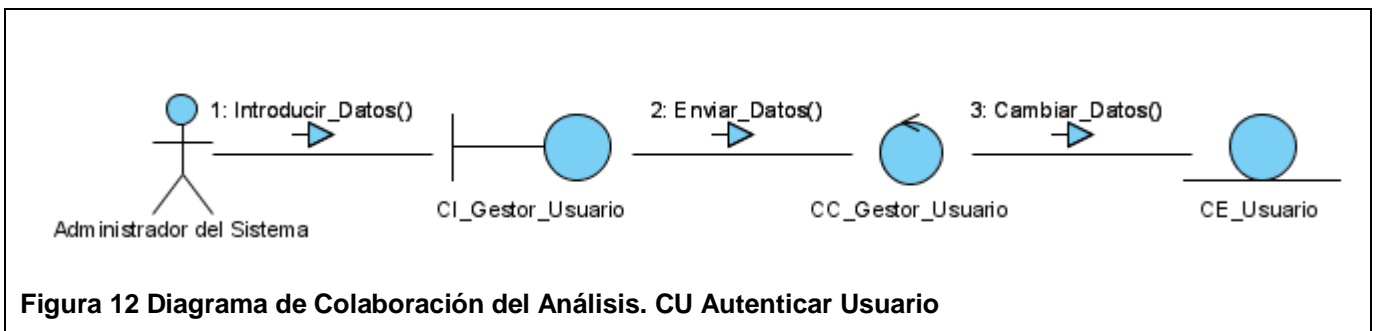 1: Introducir_Datos()
2: Enviar_Datos()
3: Cambiar_Datos()
CI_Gestor_Usuario
CC_Gestor_Usuario
CE_Usuario
Administrador del Sistema
Figura 12 Diagrama de Colaboración del Análisis. CU Autenticar Usuario